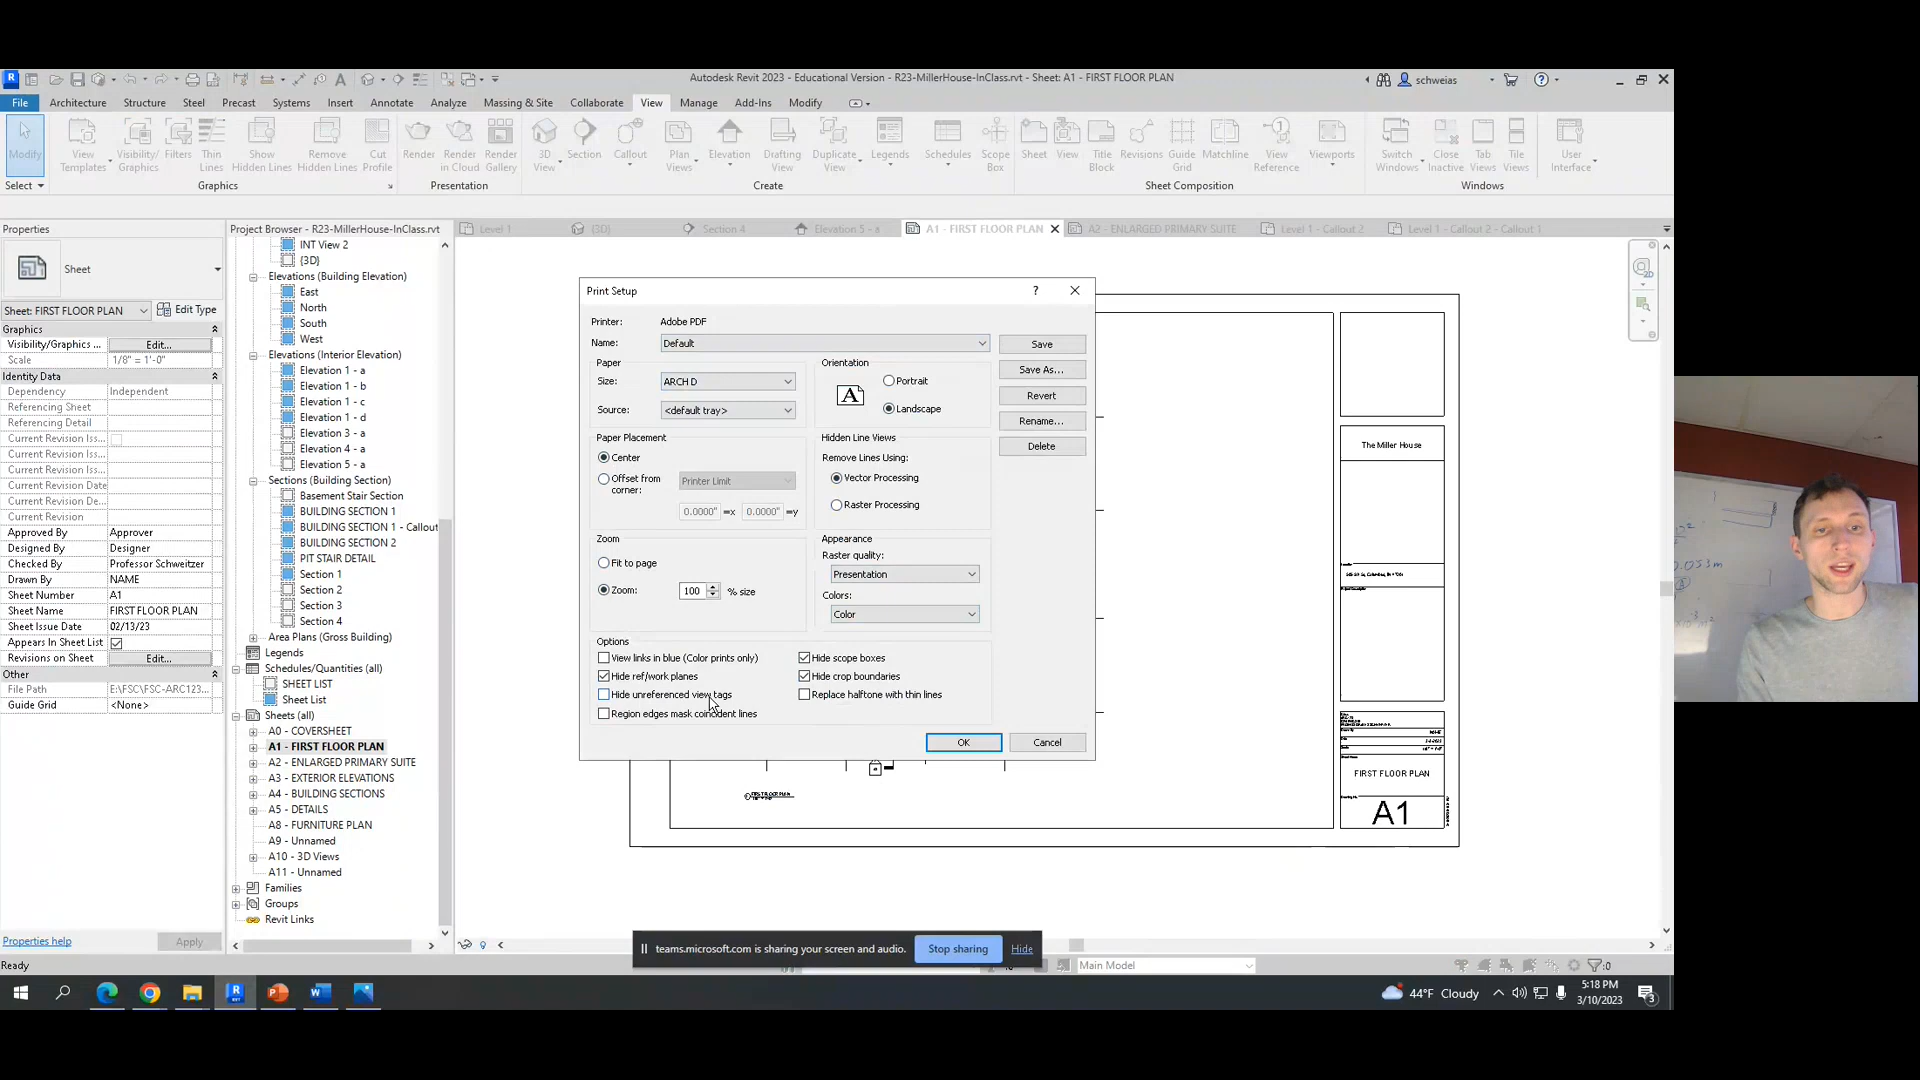 Autodesk Revit 2023 - Educational Version - R23-MillerHouse-InClass.rvt - Sheet: A1 - FIRST FLOOR PLAN
schweias
File Architecture Structure Steel Precast Systems Insert Annotate Analyze Massing & Site Collaborate View Manage Add-Ins Modify
Modify
View Templates
Visibility/ Graphics
Filters
Thin Lines
Show Hidden Lines
Remove Hidden Lines
Cut Profile
Render
Render in Cloud
Render Gallery
3D View
Section
Callout
Plan Views
Elevation
Drafting View
Duplicate View
Legends
Schedules
Scope Box
Sheet
View
Title Block
Revisions
Guide Grid
Matchline
View Reference
Viewports
Switch Windows
Close Inactive
Tab Views
Tile Views
User Interface
Select Graphics Presentation Create Sheet Composition Windows
Properties
Sheet
Sheet: FIRST FLOOR PLAN Edit Type
Graphics
Visibility/Graphics ... Edit...
Scale 1/8" = 1'-0"
Identity Data
Dependency Independent
Referencing Sheet
Referencing Detail
Current Revision Iss...
Current Revision Iss...
Current Revision Iss...
Current Revision Date
Current Revision De...
Current Revision
Approved By Approver
Designed By Designer
Checked By Professor Schweitzer
Drawn By NAME
Sheet Number A1
Sheet Name FIRST FLOOR PLAN
Sheet Issue Date 02/13/23
Appears In Sheet List
Revisions on Sheet Edit...
Other
File Path E:\FSC\FSC-ARC123...
Guide Grid <None>
Properties help Apply
Project Browser - R23-MillerHouse-InClass.rvt
INT View 2
{3D}
Elevations (Building Elevation)
East
North
South
West
Elevations (Interior Elevation)
Elevation 1 - a
Elevation 1 - b
Elevation 1 - c
Elevation 1 - d
Elevation 3 - a
Elevation 4 - a
Elevation 5 - a
Sections (Building Section)
Basement Stair Section
BUILDING SECTION 1
BUILDING SECTION 1 - Callout
BUILDING SECTION 2
PIT STAIR DETAIL
Section 1
Section 2
Section 3
Section 4
Area Plans (Gross Building)
Legends
Schedules/Quantities (all)
SHEET LIST
Sheet List
Sheets (all)
A0 - COVERSHEET
A1 - FIRST FLOOR PLAN
A2 - ENLARGED PRIMARY SUITE
A3 - EXTERIOR ELEVATIONS
A4 - BUILDING SECTIONS
A5 - DETAILS
A8 - FURNITURE PLAN
A9 - Unnamed
A10 - 3D Views
A11 - Unnamed
Families
Groups
Revit Links
Level 1 {3D} Section 4 Elevation 5 - a A1 - FIRST FLOOR PLAN A2 - ENLARGED PRIMARY SUITE Level 1 - Callout 2 Level 1 - Callout 2 - Callout 1
Print Setup
Printer: Adobe PDF
Name: Default
Save
Save As...
Revert
Rename...
Delete
Paper
Size: ARCH D
Source: <default tray>
Orientation
A
Portrait
Landscape
Paper Placement
Center
Offset from corner: Printer Limit
0.0000" =x 0.0000" =y
Hidden Line Views
Remove Lines Using:
Vector Processing
Raster Processing
Zoom
Fit to page
Zoom: 100 % size
Appearance
Raster quality:
Presentation
Colors:
Color
Options
View links in blue (Color prints only)
Hide scope boxes
Hide ref/work planes
Hide crop boundaries
Hide unreferenced view tags
Replace halftone with thin lines
Region edges mask coincident lines
OK Cancel
The Miller House
FIRST FLOOR PLAN
A1
FIRST FLOOR PLAN
teams.microsoft.com is sharing your screen and audio. Stop sharing Hide
Ready
Main Model
:0
44°F Cloudy
5:18 PM
3/10/2023
3